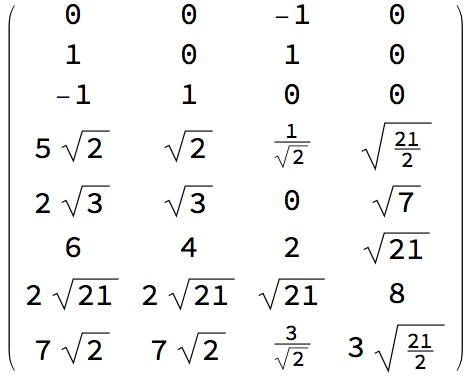 0 0 -1 0
1 0 1 0
-1 1 0 0
5√2 √2 1/√2 √(21/2)
2√3 √3 0 √7
6 4 2 √21
2√21 2√21 √21 8
7√2 7√2 3/√2 3√(21/2)